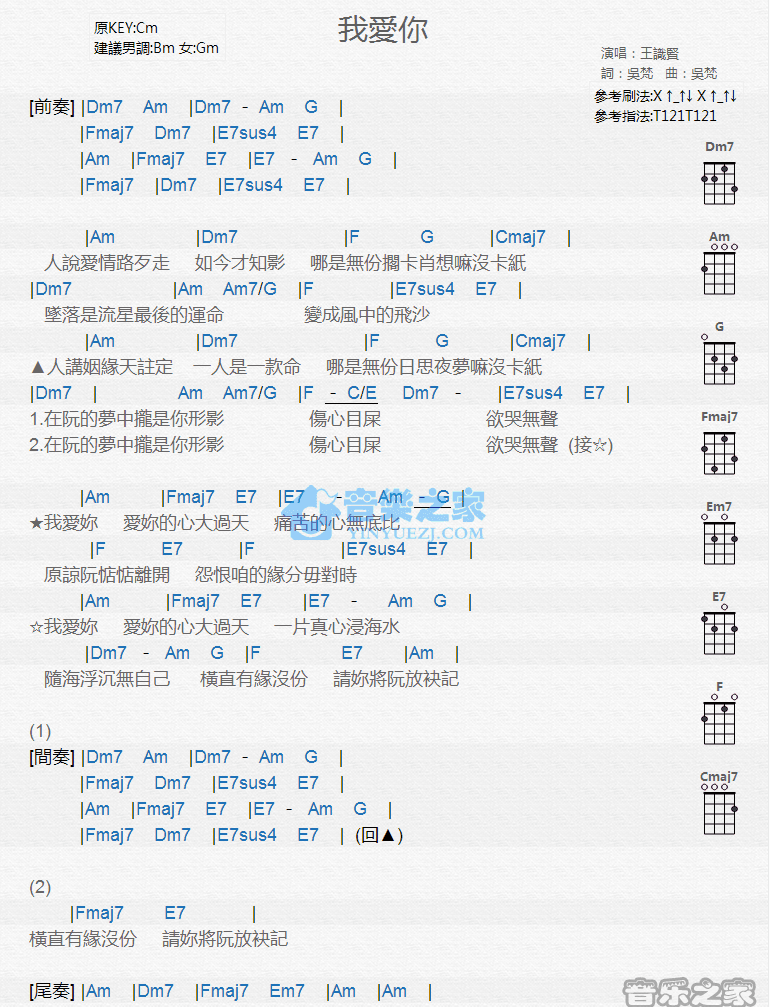 我愛你
原KEY:Cm
建議男調:Bm 女:Gm
演唱：王識賢
詞：吳梵 曲：吳梵
參考刷法:X ↑_↑↓ X ↑_↑↓
參考指法:T121T121
[前奏] |Dm7 Am |Dm7 - Am G |
|Fmaj7 Dm7 |E7sus4 E7 |
|Am |Fmaj7 E7 |E7 - Am G |
|Fmaj7 |Dm7 |E7sus4 E7 |
|Am |Dm7 |F G |Cmaj7 |
人說愛情路歹走 如今才知影 哪是無份擱卡肖想嘛沒卡紙
|Dm7 |Am Am7/G |F |E7sus4 E7 |
墜落是流星最後的運命 變成風中的飛沙
|Am |Dm7 |F G |Cmaj7 |
▲人講姻緣天註定 一人是一款命 哪是無份日思夜夢嘛沒卡紙
|Dm7 | Am Am7/G |F - C/E Dm7 - |E7sus4 E7 |
1.在阮的夢中攏是你形影 傷心目屎 欲哭無聲
2.在阮的夢中攏是你形影 傷心目屎 欲哭無聲 (接☆)
|Am |Fmaj7 E7 |E7 - Am - G |
★我愛妳 愛妳的心大過天 痛苦的心無底比
|F E7 |F |E7sus4 E7 |
原諒阮惦惦離開 怨恨咱的緣分毋對時
|Am |Fmaj7 E7 |E7 - Am G |
☆我愛妳 愛妳的心大過天 一片真心浸海水
|Dm7 - Am G |F E7 |Am |
隨海浮沉無自己 橫直有緣沒份 請妳將阮放袂記
(1)
[間奏] |Dm7 Am |Dm7 - Am G |
|Fmaj7 Dm7 |E7sus4 E7 |
|Am |Fmaj7 E7 |E7 - Am G |
|Fmaj7 Dm7 |E7sus4 E7 | (回▲)
(2)
|Fmaj7 E7 |
橫直有緣沒份 請妳將阮放袂記
[尾奏] |Am |Dm7 |Fmaj7 Em7 |Am |Am |
Dm7
Am
G
Fmaj7
Em7
E7
F
Cmaj7
音樂之家
YINYUEZJ.COM
音乐之家